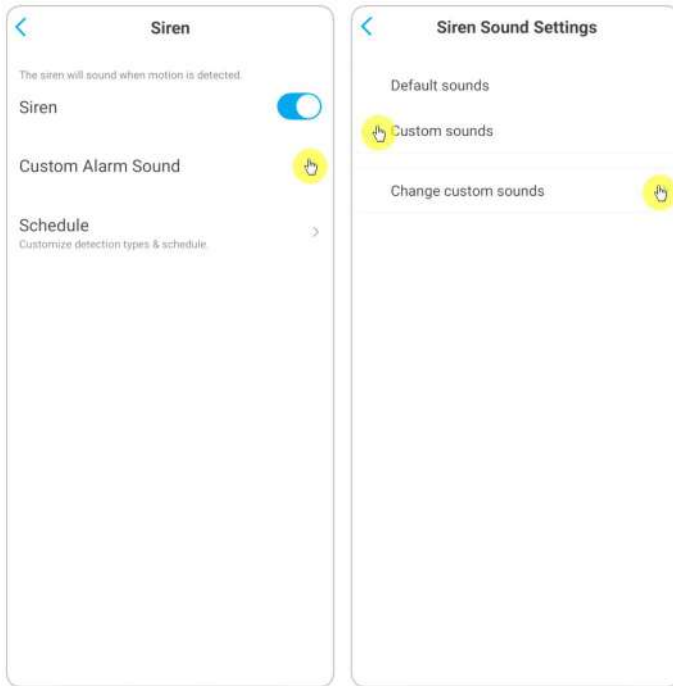 Siren
The siren will sound when motion is detected.
Siren
Custom Alarm Sound
Schedule
Customize detection types & schedule.
Siren Sound Settings
Default sounds
Custom sounds
Change custom sounds